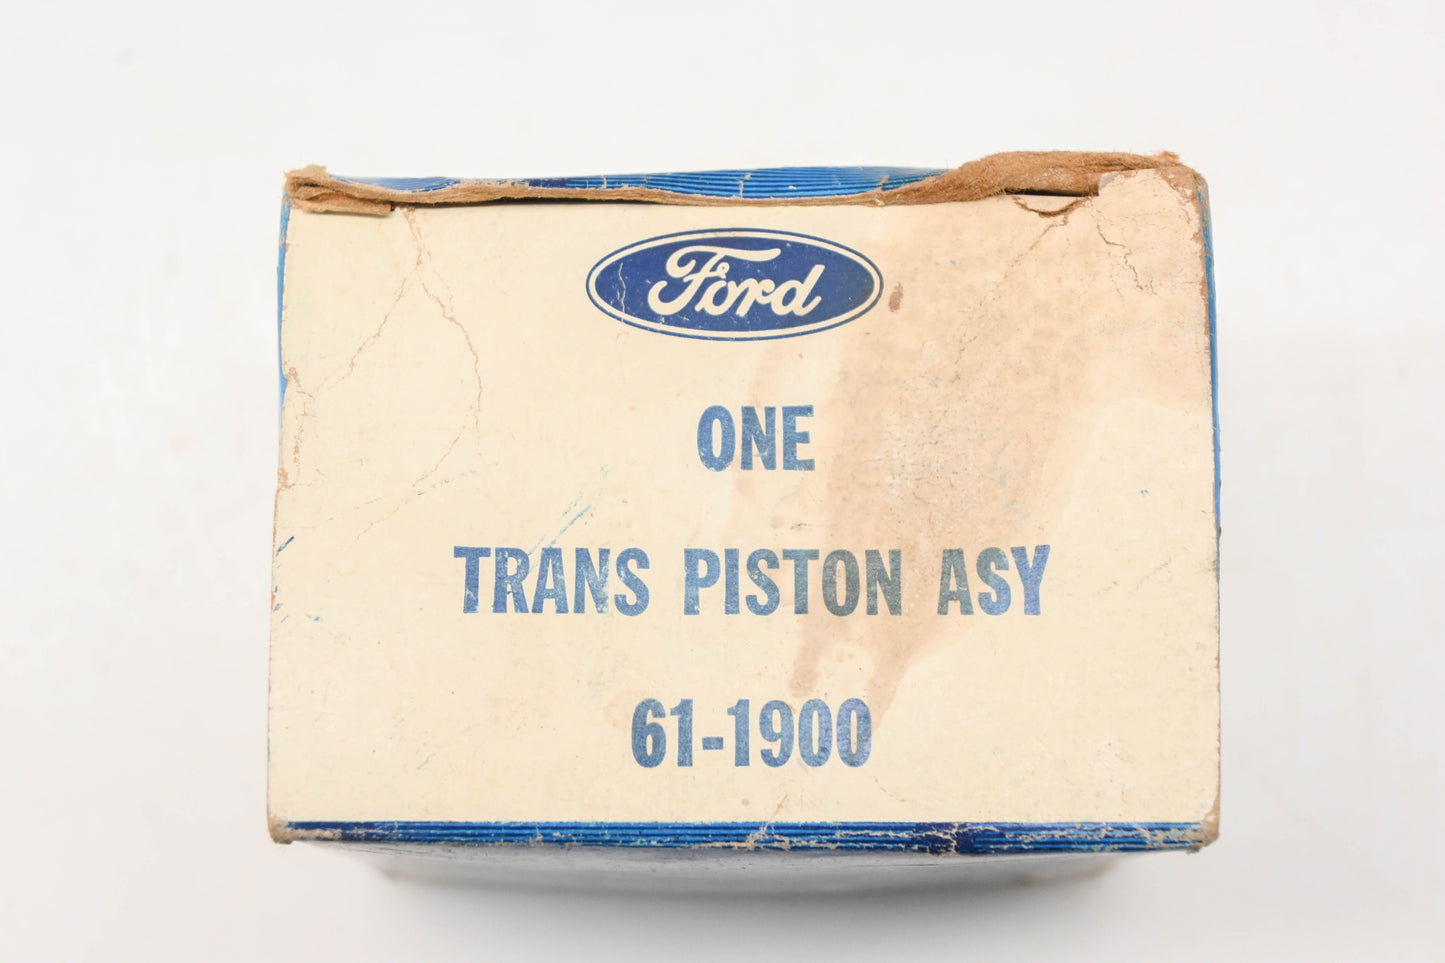 Ford
ONE
TRANS PISTON ASY
61-1900